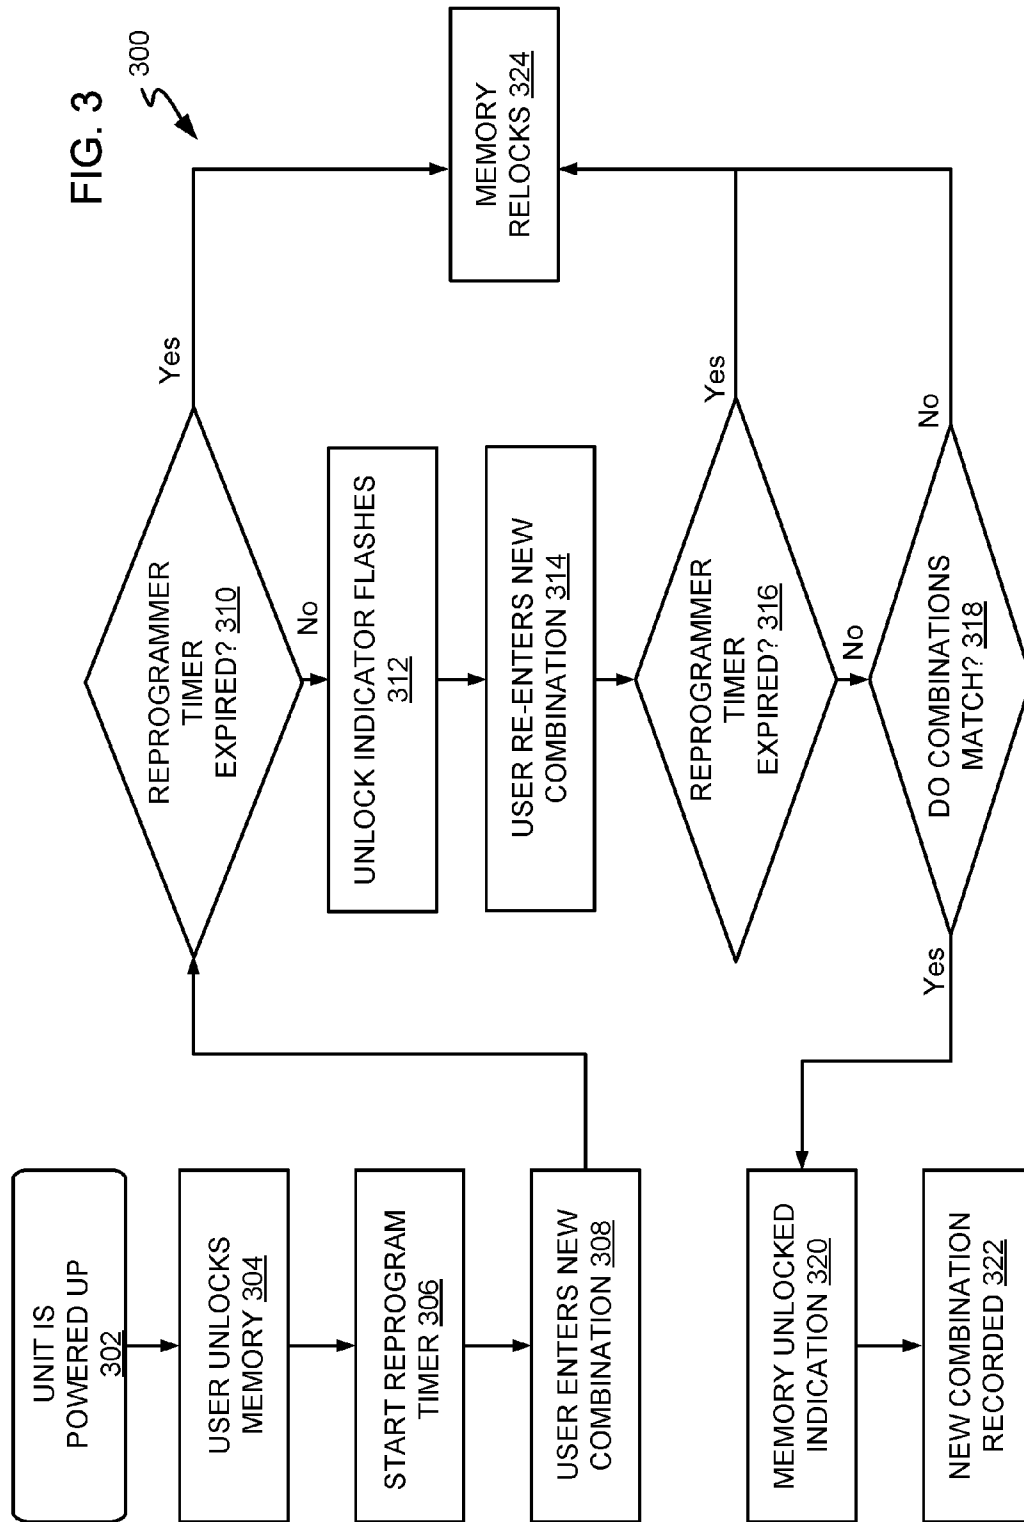 FIG. 3
300
UNIT IS
POWERED UP
302
USER UNLOCKS
MEMORY 304
START REPROGRAM
TIMER 306
USER ENTERS NEW
COMBINATION 308
REPROGRAMMER
TIMER
EXPIRED? 310
Yes
No
UNLOCK INDICATOR FLASHES
312
USER RE-ENTERS NEW
COMBINATION 314
REPROGRAMMER
TIMER
EXPIRED? 316
Yes
No
DO COMBINATIONS
MATCH? 318
No
Yes
MEMORY UNLOCKED
INDICATION 320
NEW COMBINATION
RECORDED 322
MEMORY
RELOCKS 324